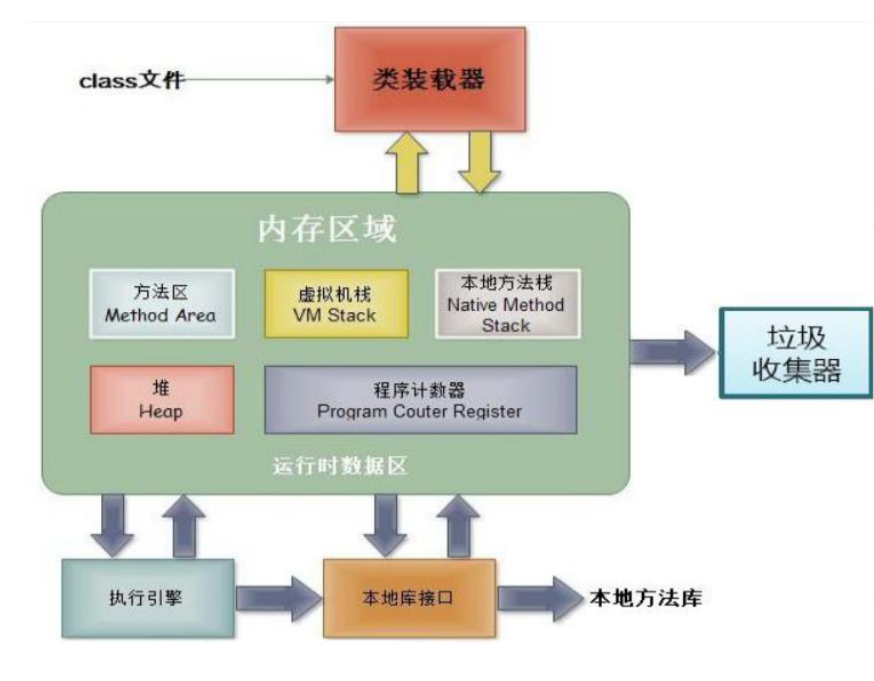 class文件
类装载器
内存区域
方法区
Method Area
虚拟机栈
VM Stack
本地方法栈
Native Method
Stack
堆
Heap
程序计数器
Program Couter Register
运行时数据区
垃圾
收集器
执行引擎
本地库接口
本地方法库